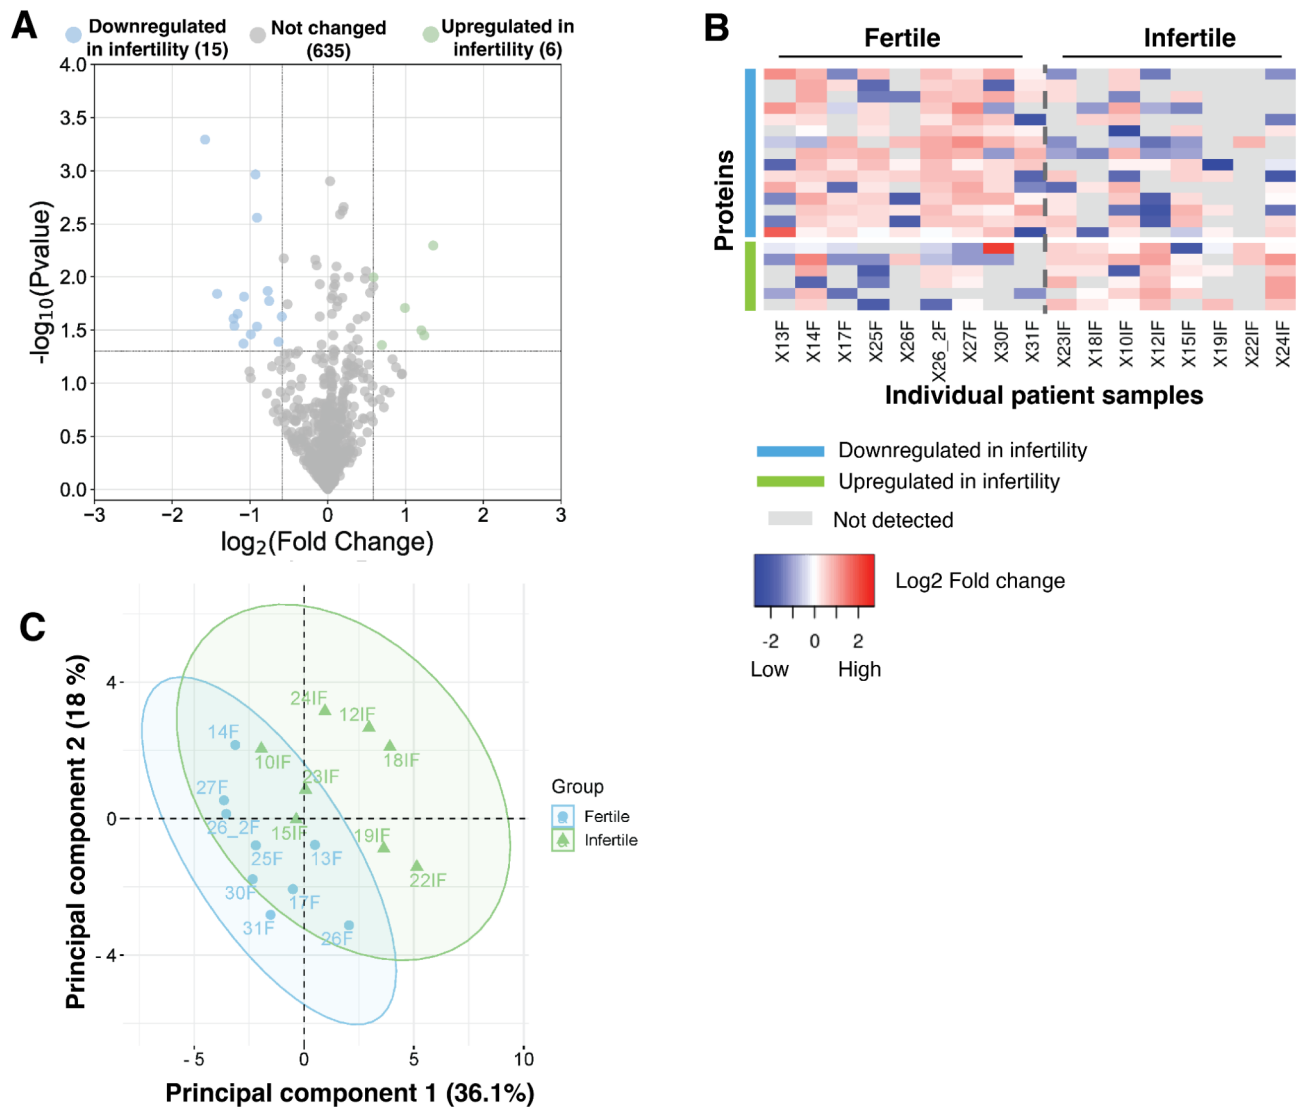 A
Downregulated
in infertility (15)
Not changed
(635)
Upregulated in
infertility (6)
4.0
3.5
3.0
2.5
2.0
1.5
1.0
0.5
0.0
-log10(Pvalue)
−3
−2
−1
0
1
2
3
log2(Fold Change)
B
Fertile
Infertile
Proteins
X13F
X14F
X17F
X25F
X26F
X26_2F
X27F
X30F
X31F
X23IF
X18IF
X10IF
X12IF
X15IF
X19IF
X22IF
X24IF
Individual patient samples
Downregulated in infertility
Upregulated in infertility
Not detected
Log2 Fold change
-2
0
2
Low
High
C
Principal component 2 (18 %)
4
0
- 4
24IF
12IF
14F
10IF
18IF
23IF
27F
26_2F
15IF
19IF
25F
13F
22IF
30F
17F
31F
26F
- 5
0
5
10
Principal component 1 (36.1%)
Group
Fertile
Infertile